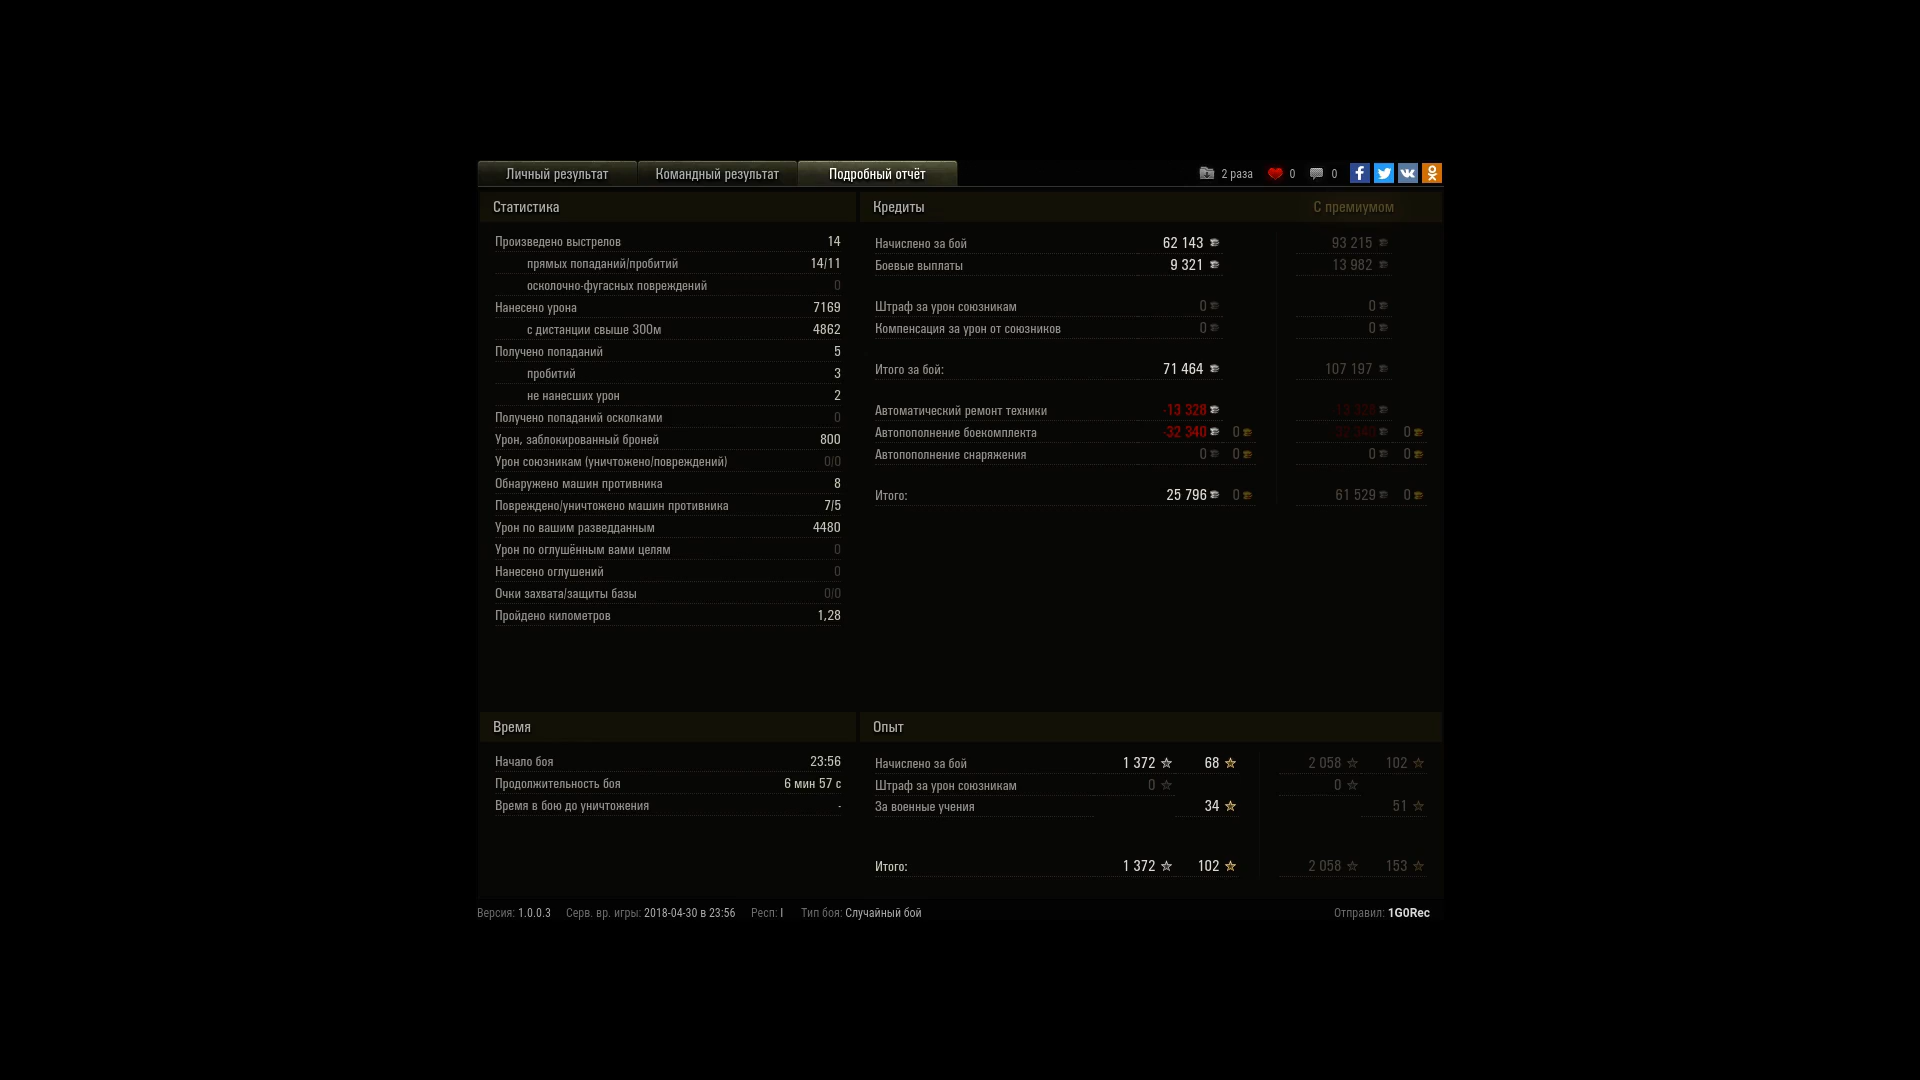 Личный результат Командный результат Подробный отчёт 2 раза 0 0
Статистика
Произведено выстрелов 14
прямых попаданий/пробитий 14/11
осколочно-фугасных повреждений 0
Нанесено урона 7169
с дистанции свыше 300м 4862
Получено попаданий 5
пробитий 3
не нанесших урон 2
Получено попаданий осколками 0
Урон, заблокированный броней 800
Урон союзникам (уничтожено/повреждений) 0/0
Обнаружено машин противника 8
Повреждено/уничтожено машин противника 7/5
Урон по вашим разведданным 4480
Урон по оглушённым вами целям 0
Нанесено оглушений 0
Очки захвата/защиты базы 0/0
Пройдено километров 1,28
Кредиты С премиумом
Начислено за бой 62 143 93 215
Боевые выплаты 9 321 13 982
Штраф за урон союзникам 0 0
Компенсация за урон от союзников 0 0
Итого за бой: 71 464 107 197
Автоматический ремонт техники -13 328 -13 328
Автопополнение боекомплекта -32 340 0 -32 340 0
Автопополнение снаряжения 0 0 0 0
Итого: 25 796 0 61 529 0
Время
Начало боя 23:56
Продолжительность боя 6 мин 57 с
Время в бою до уничтожения -
Опыт
Начислено за бой 1 372 68 2 058 102
Штраф за урон союзникам 0 0
За военные учения 34 51
Итого: 1 372 102 2 058 153
Версия: 1.0.0.3 Серв. вр. игры: 2018-04-30 в 23:56 Респ: I Тип боя: Случайный бой Отправил: 1G0Rec